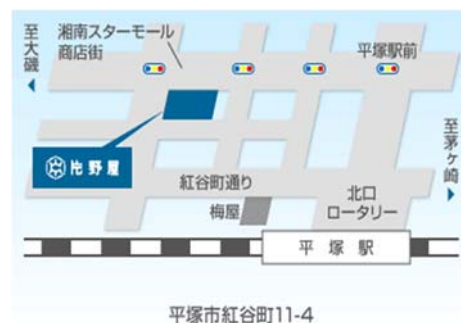 至大磯
湘南スターモール
商店街
平塚駅前
至茅ヶ崎
片野屋
紅谷町通り
梅屋
北口
ロータリー
平塚駅
平塚市紅谷町11-4